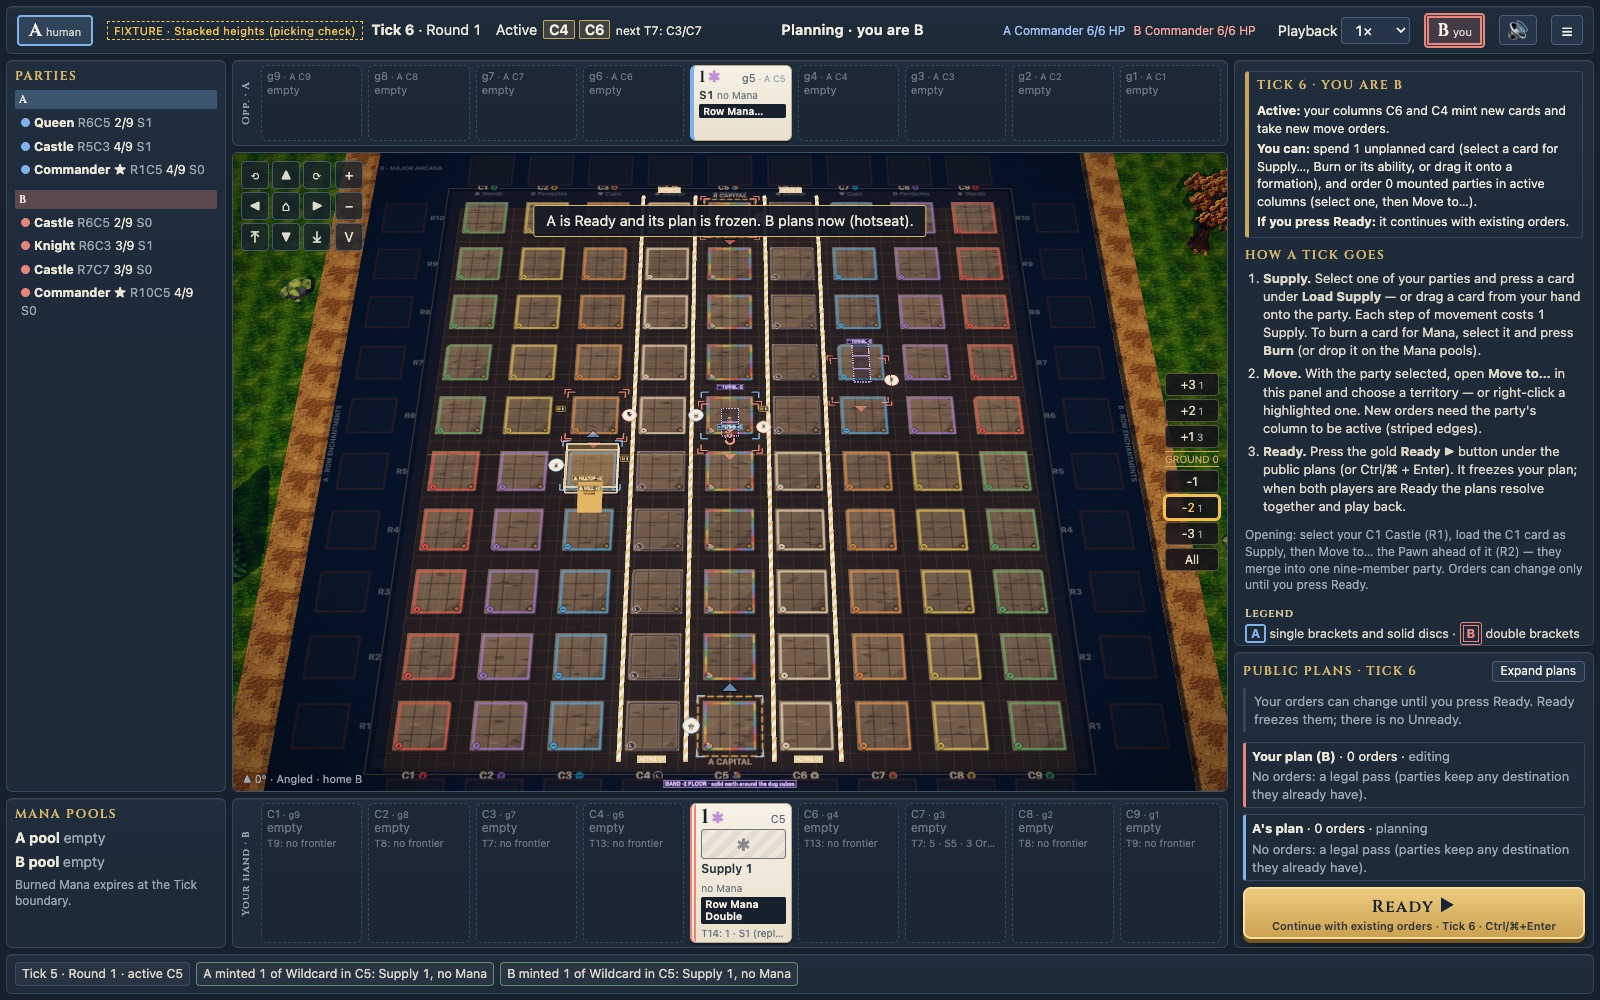 A human
FIXTURE · Stacked heights (picking check)
Tick 6 · Round 1
Active C4 C6 next T7: C3/C7
Planning · you are B
A Commander 6/6 HP B Commander 6/6 HP
Playback 1×
B you
PARTIES
A
Queen R6C5 2/9 S1
Castle R5C3 4/9 S1
Commander ★ R1C5 4/9 S0
B
Castle R6C5 2/9 S0
Knight R6C3 3/9 S1
Castle R7C7 3/9 S0
Commander ★ R10C5 4/9
S0
MANA POOLS
A pool empty
B pool empty
Burned Mana expires at the Tick
boundary.
OPP. · A
g9 · A C9
empty
g8 · A C8
empty
g7 · A C7
empty
g6 · A C6
empty
1 g5 · A C5
S1 no Mana
Row Mana...
g4 · A C4
empty
g3 · A C3
empty
g2 · A C2
empty
g1 · A C1
empty
B · MAJOR ARCANA
A is Ready and its plan is frozen. B plans now (hotseat).
V
+3 1
+2 1
+1 3
GROUND 0
-1
-2 1
-3 1
All
R10
R9
R8
R7
R6
R5
R4
R3
R2
R1
A CAPITAL
C1 C2 C3 C4 C5 C6 C7 C8 C9
BAND -2 FLOOR · solid earth around the dug cubes
▲ 0° · Angled · home B
YOUR HAND · B
C1 · g9
empty
T9: no frontier
C2 · g8
empty
T8: no frontier
C3 · g7
empty
T7: no frontier
C4 · g6
empty
T13: no frontier
1 C5
Supply 1
no Mana
Row Mana
Double
T14: 1 · S1 (repl...
C6 · g4
empty
T13: no frontier
C7 · g3
empty
T7: 5 · S5 · 3 Or...
C8 · g2
empty
T8: no frontier
C9 · g1
empty
T9: no frontier
TICK 6 · YOU ARE B
Active: your columns C6 and C4 mint new cards and
take new move orders.
You can: spend 1 unplanned card (select a card for
Supply..., Burn or its ability, or drag it onto a
formation), and order 0 mounted parties in active
columns (select one, then Move to...).
If you press Ready: it continues with existing orders.
HOW A TICK GOES
1. Supply. Select one of your parties and press a card
under Load Supply — or drag a card from your hand
onto the party. Each step of movement costs 1
Supply. To burn a card for Mana, select it and press
Burn (or drop it on the Mana pools).
2. Move. With the party selected, open Move to... in
this panel and choose a territory — or right-click a
highlighted one. New orders need the party's
column to be active (striped edges).
3. Ready. Press the gold Ready ▶ button under the
public plans (or Ctrl/⌘ + Enter). It freezes your plan;
when both players are Ready the plans resolve
together and play back.
Opening: select your C1 Castle (R1), load the C1 card as
Supply, then Move to... the Pawn ahead of it (R2) — they
merge into one nine-member party. Orders can change only
until you press Ready.
LEGEND
A single brackets and solid discs · B double brackets
PUBLIC PLANS · TICK 6
Expand plans
Your orders can change until you press Ready. Ready
freezes them; there is no Unready.
Your plan (B) · 0 orders · editing
No orders: a legal pass (parties keep any destination
they already have).
A's plan · 0 orders · planning
No orders: a legal pass (parties keep any destination
they already have).
READY ▶
Continue with existing orders · Tick 6 · Ctrl/⌘+Enter
Tick 5 · Round 1 · active C5
A minted 1 of Wildcard in C5: Supply 1, no Mana
B minted 1 of Wildcard in C5: Supply 1, no Mana